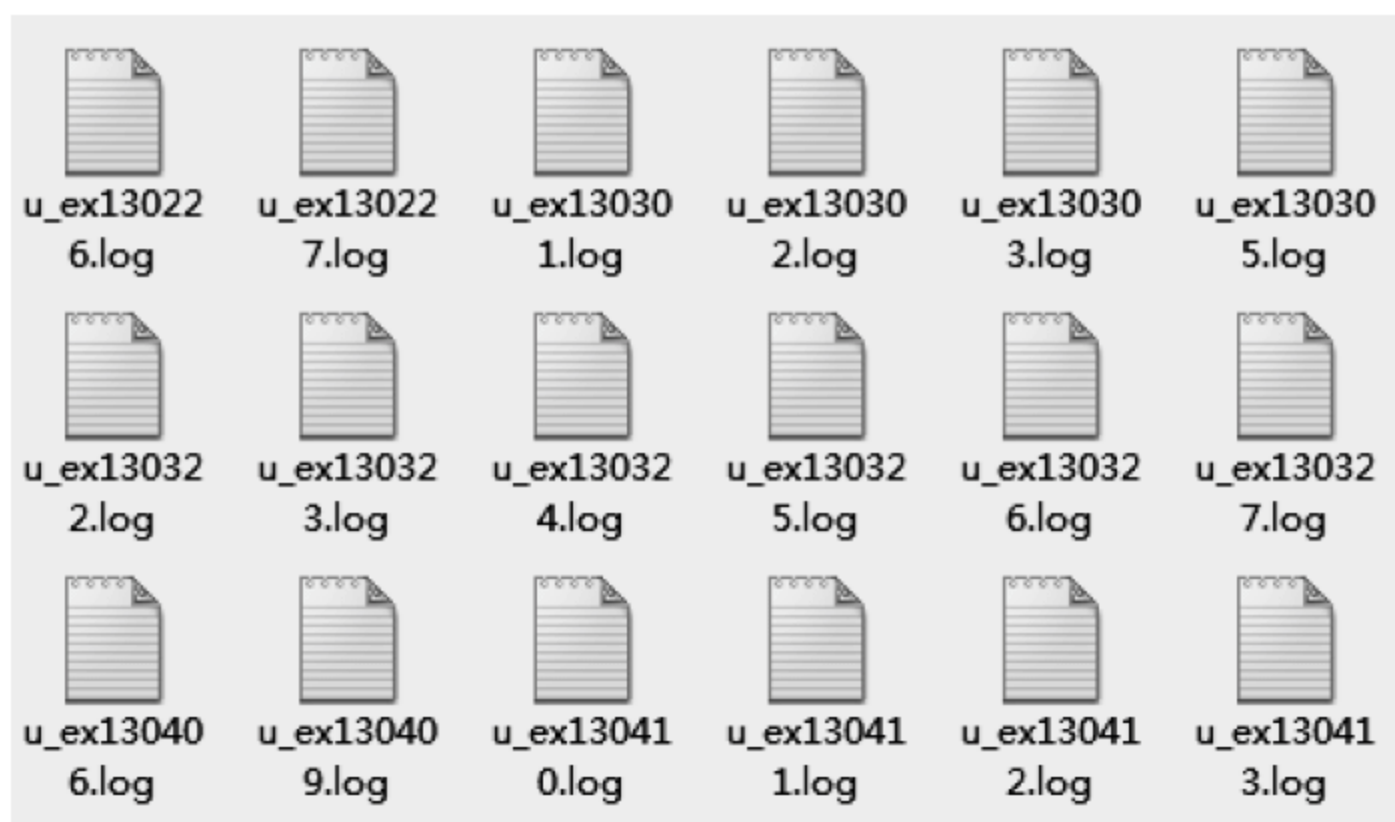 u_ex13022 u_ex13022 u_ex13030 u_ex13030 u_ex13030 u_ex13030
6.log 7.log 1.log 2.log 3.log 5.log
u_ex13032 u_ex13032 u_ex13032 u_ex13032 u_ex13032 u_ex13032
2.log 3.log 4.log 5.log 6.log 7.log
u_ex13040 u_ex13040 u_ex13041 u_ex13041 u_ex13041 u_ex13041
6.log 9.log 0.log 1.log 2.log 3.log